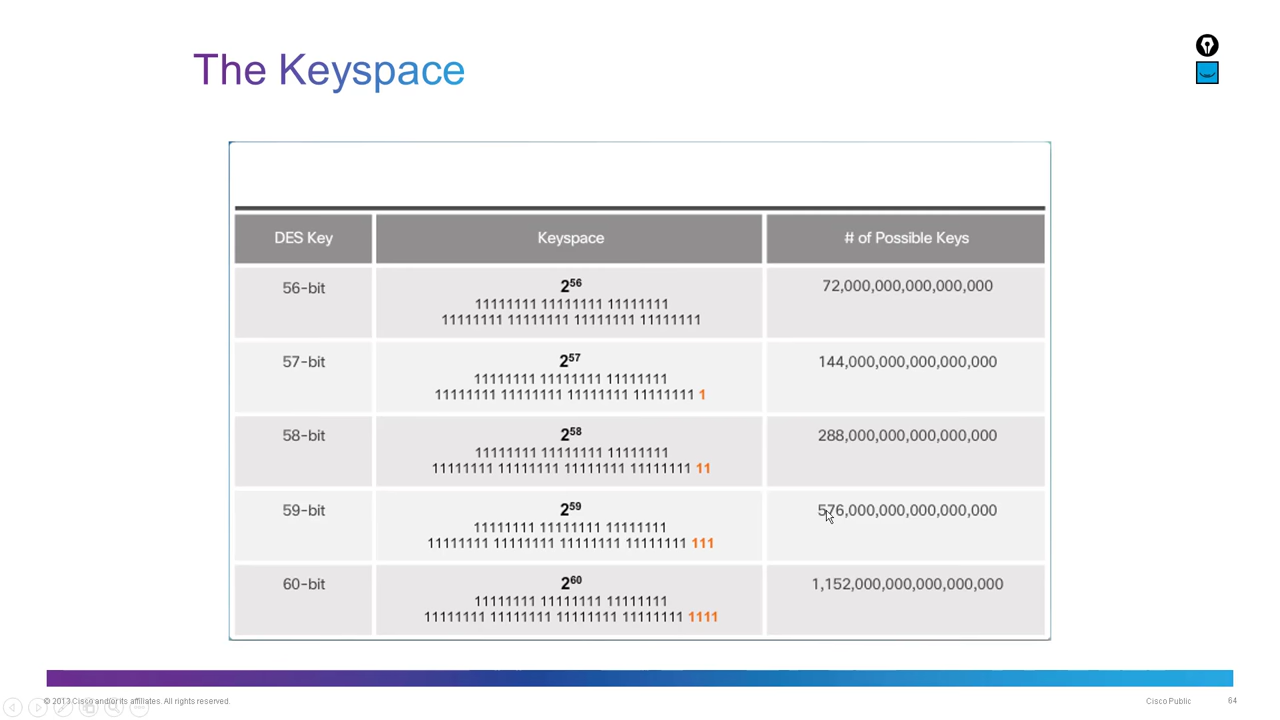 The Keyspace
DES Key Keyspace # of Possible Keys
56-bit 2⁵⁶ 72,000,000,000,000,000
11111111 11111111 11111111
11111111 11111111 11111111 11111111
57-bit 2⁵⁷ 144,000,000,000,000,000
11111111 11111111 11111111
11111111 11111111 11111111 11111111 1
58-bit 2⁵⁸ 288,000,000,000,000,000
11111111 11111111 11111111
11111111 11111111 11111111 11111111 11
59-bit 2⁵⁹ 576,000,000,000,000,000
11111111 11111111 11111111
11111111 11111111 11111111 11111111 111
60-bit 2⁶⁰ 1,152,000,000,000,000,000
11111111 11111111 11111111
11111111 11111111 11111111 11111111 1111
© 2013 Cisco and/or its affiliates. All rights reserved. Cisco Public 64